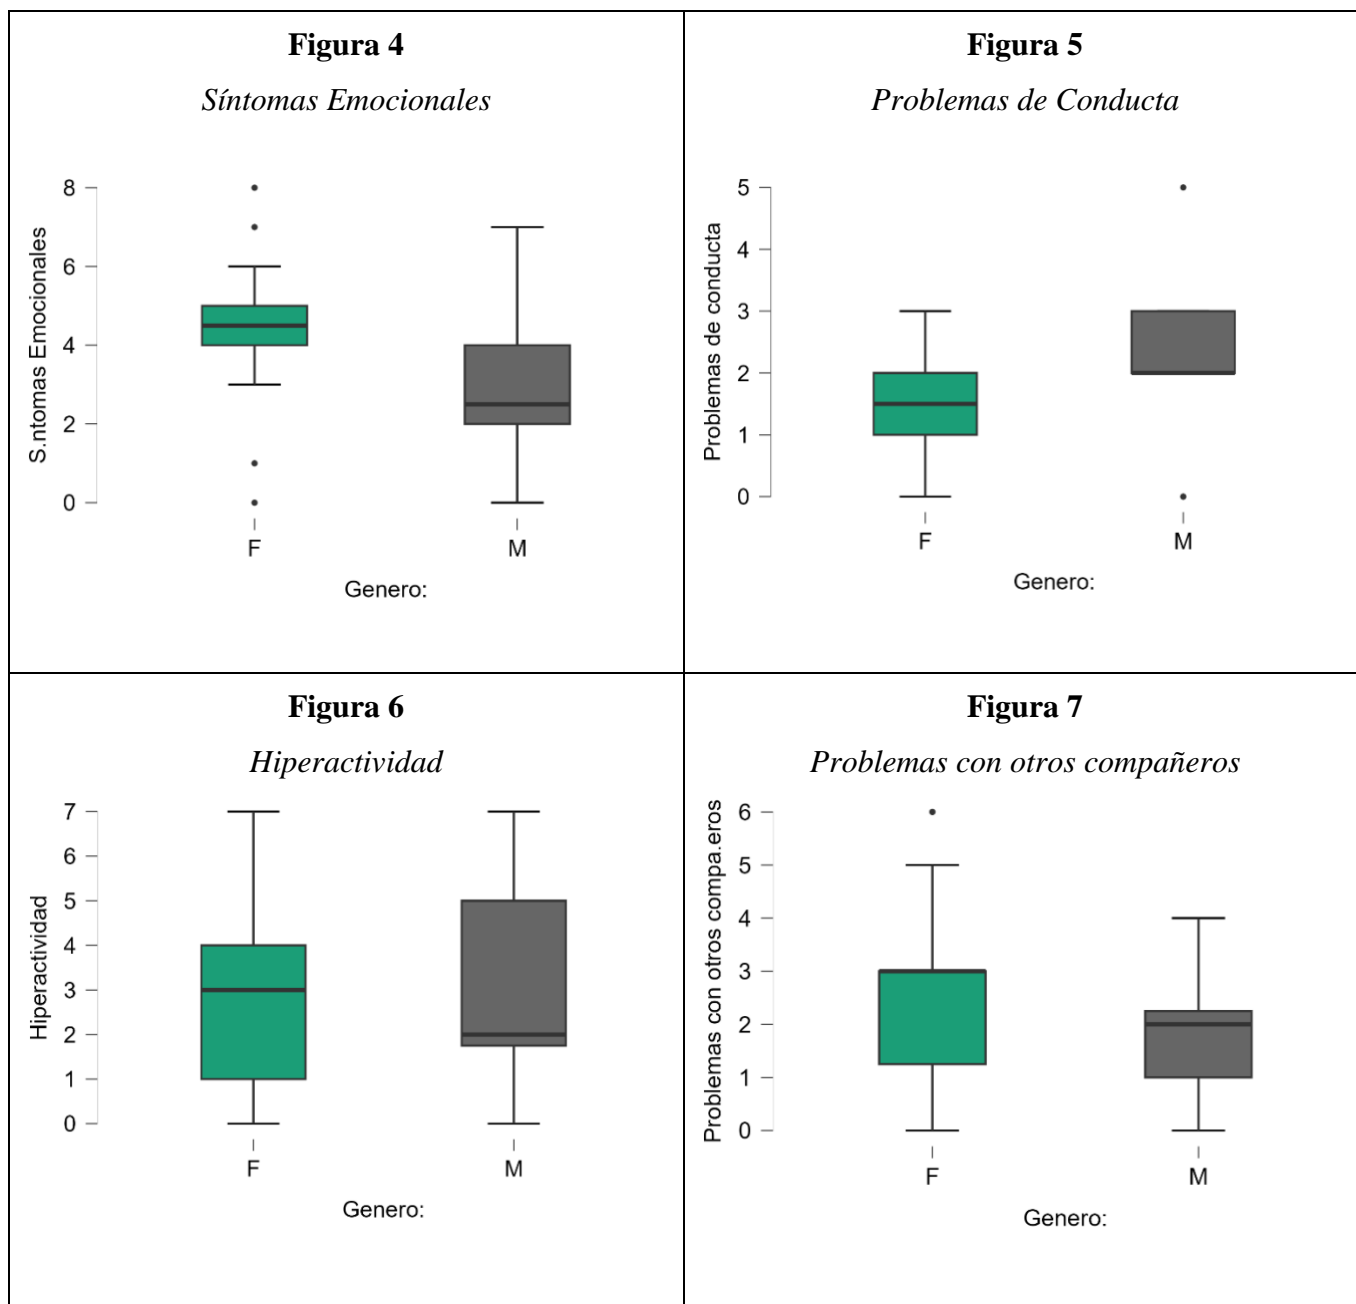 Figura 4
Síntomas Emocionales
S.ntomas Emocionales
8
6
4
2
0
F M
Genero:
Figura 5
Problemas de Conducta
Problemas de conducta
5
4
3
2
1
0
F M
Genero:
Figura 6
Hiperactividad
Hiperactividad
7
6
5
4
3
2
1
0
F M
Genero:
Figura 7
Problemas con otros compañeros
Problemas con otros compa.eros
6
5
4
3
2
1
0
F M
Genero: